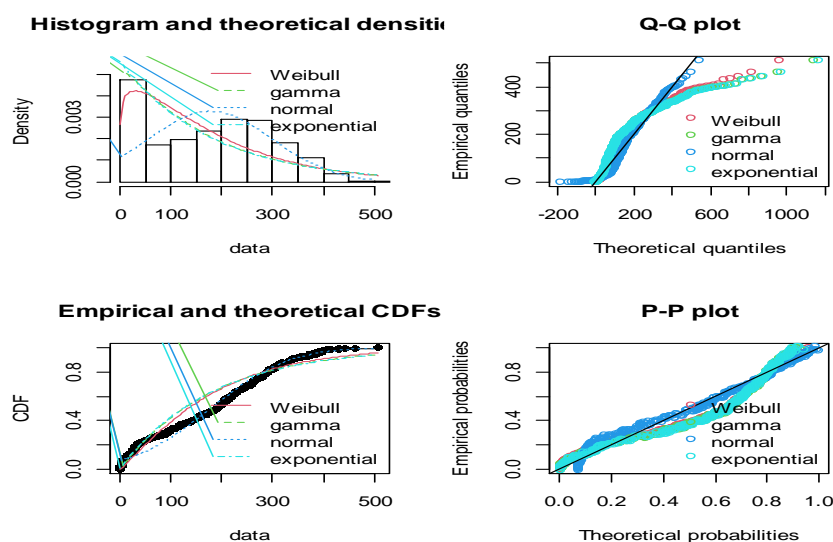 Histogram and theoretical densitie
Density
0.000
0.003
0
100
300
500
data
Weibull
gamma
normal
exponential
Q-Q plot
Empirical quantiles
0
200
400
-200
200
600
1000
Theoretical quantiles
Weibull
gamma
normal
exponential
Empirical and theoretical CDFs
CDF
0.0
0.4
0.8
0
100
300
500
data
Weibull
gamma
normal
exponential
P-P plot
Empirical probabilities
0.0
0.4
0.8
0.0
0.2
0.4
0.6
0.8
1.0
Theoretical probabilities
Weibull
gamma
normal
exponential